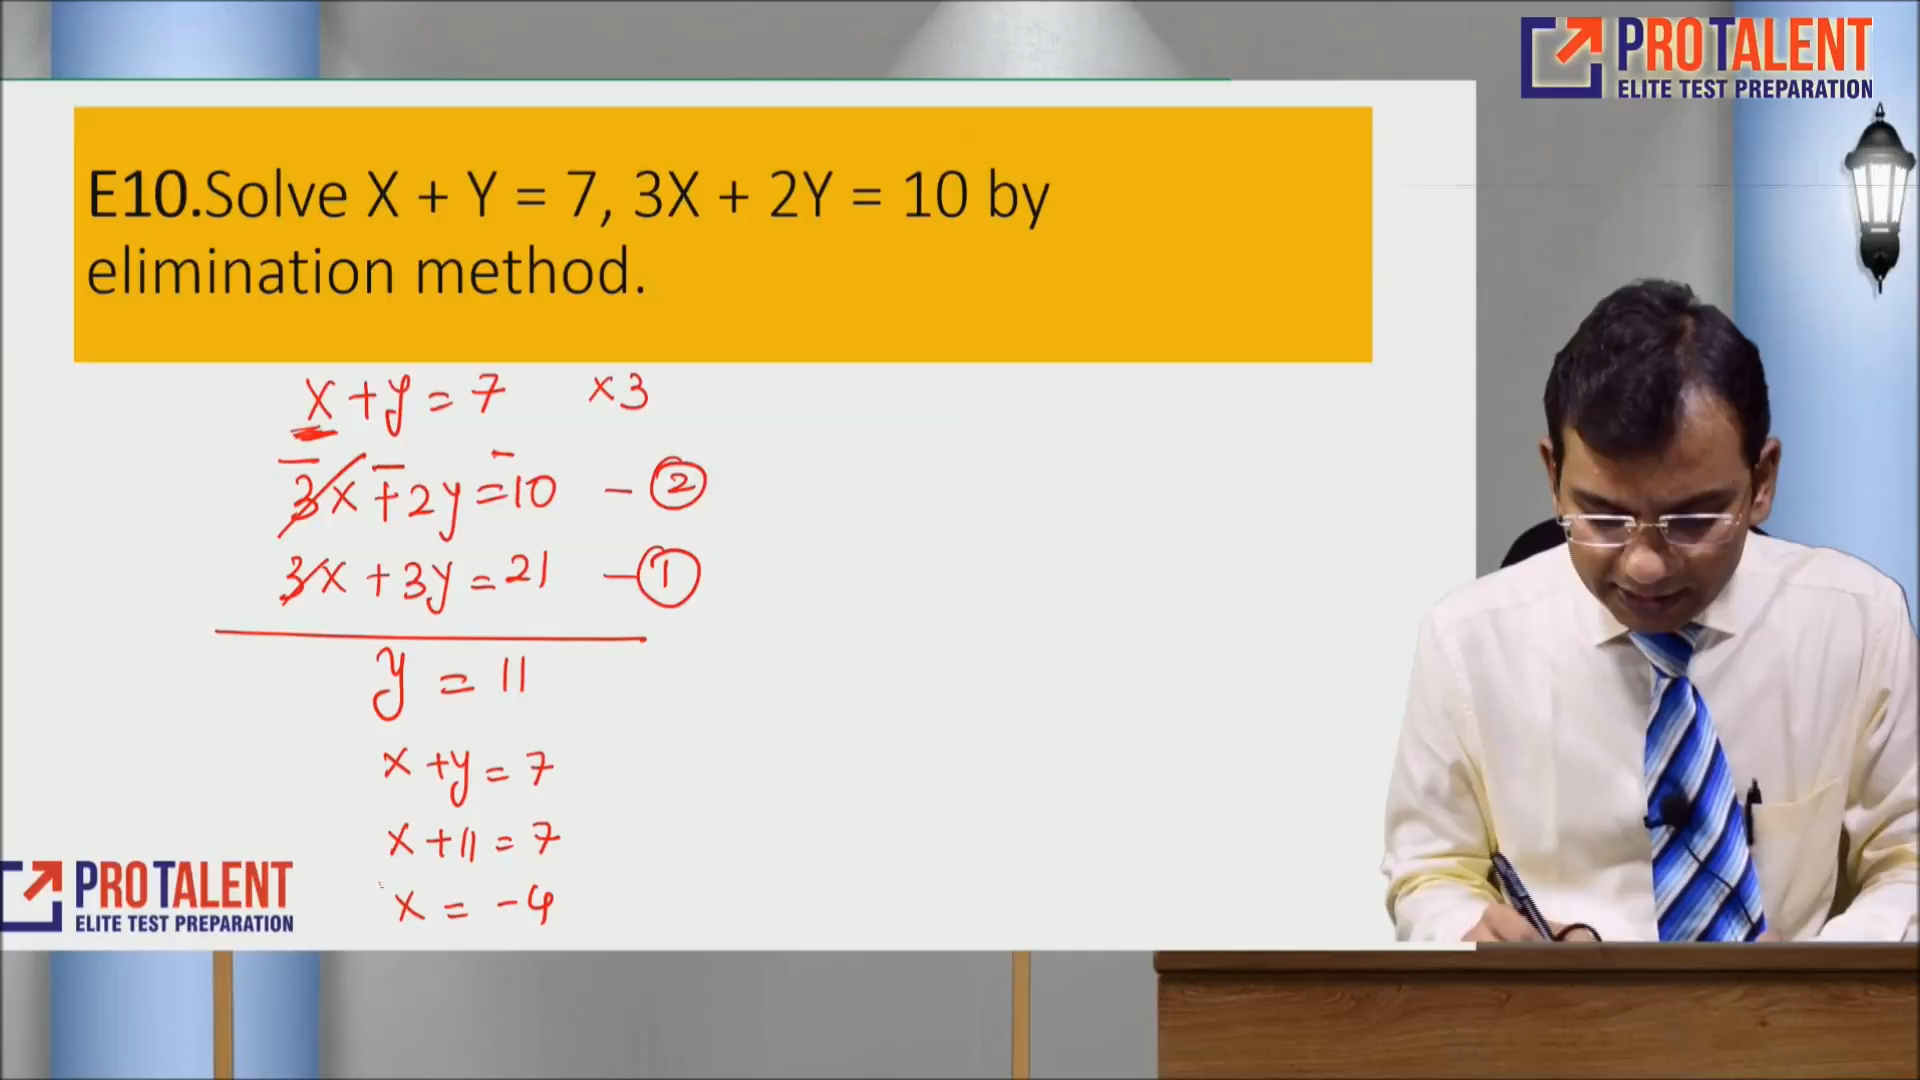 PROTALENT
ELITE TEST PREPARATION
E10.Solve X + Y = 7, 3X + 2Y = 10 by
elimination method.
x + y = 7 ×3
3x + 2y = 10 - ②
3x + 3y = 21 - ①
y = 11
x + y = 7
x + 11 = 7
x = -4
PROTALENT
ELITE TEST PREPARATION